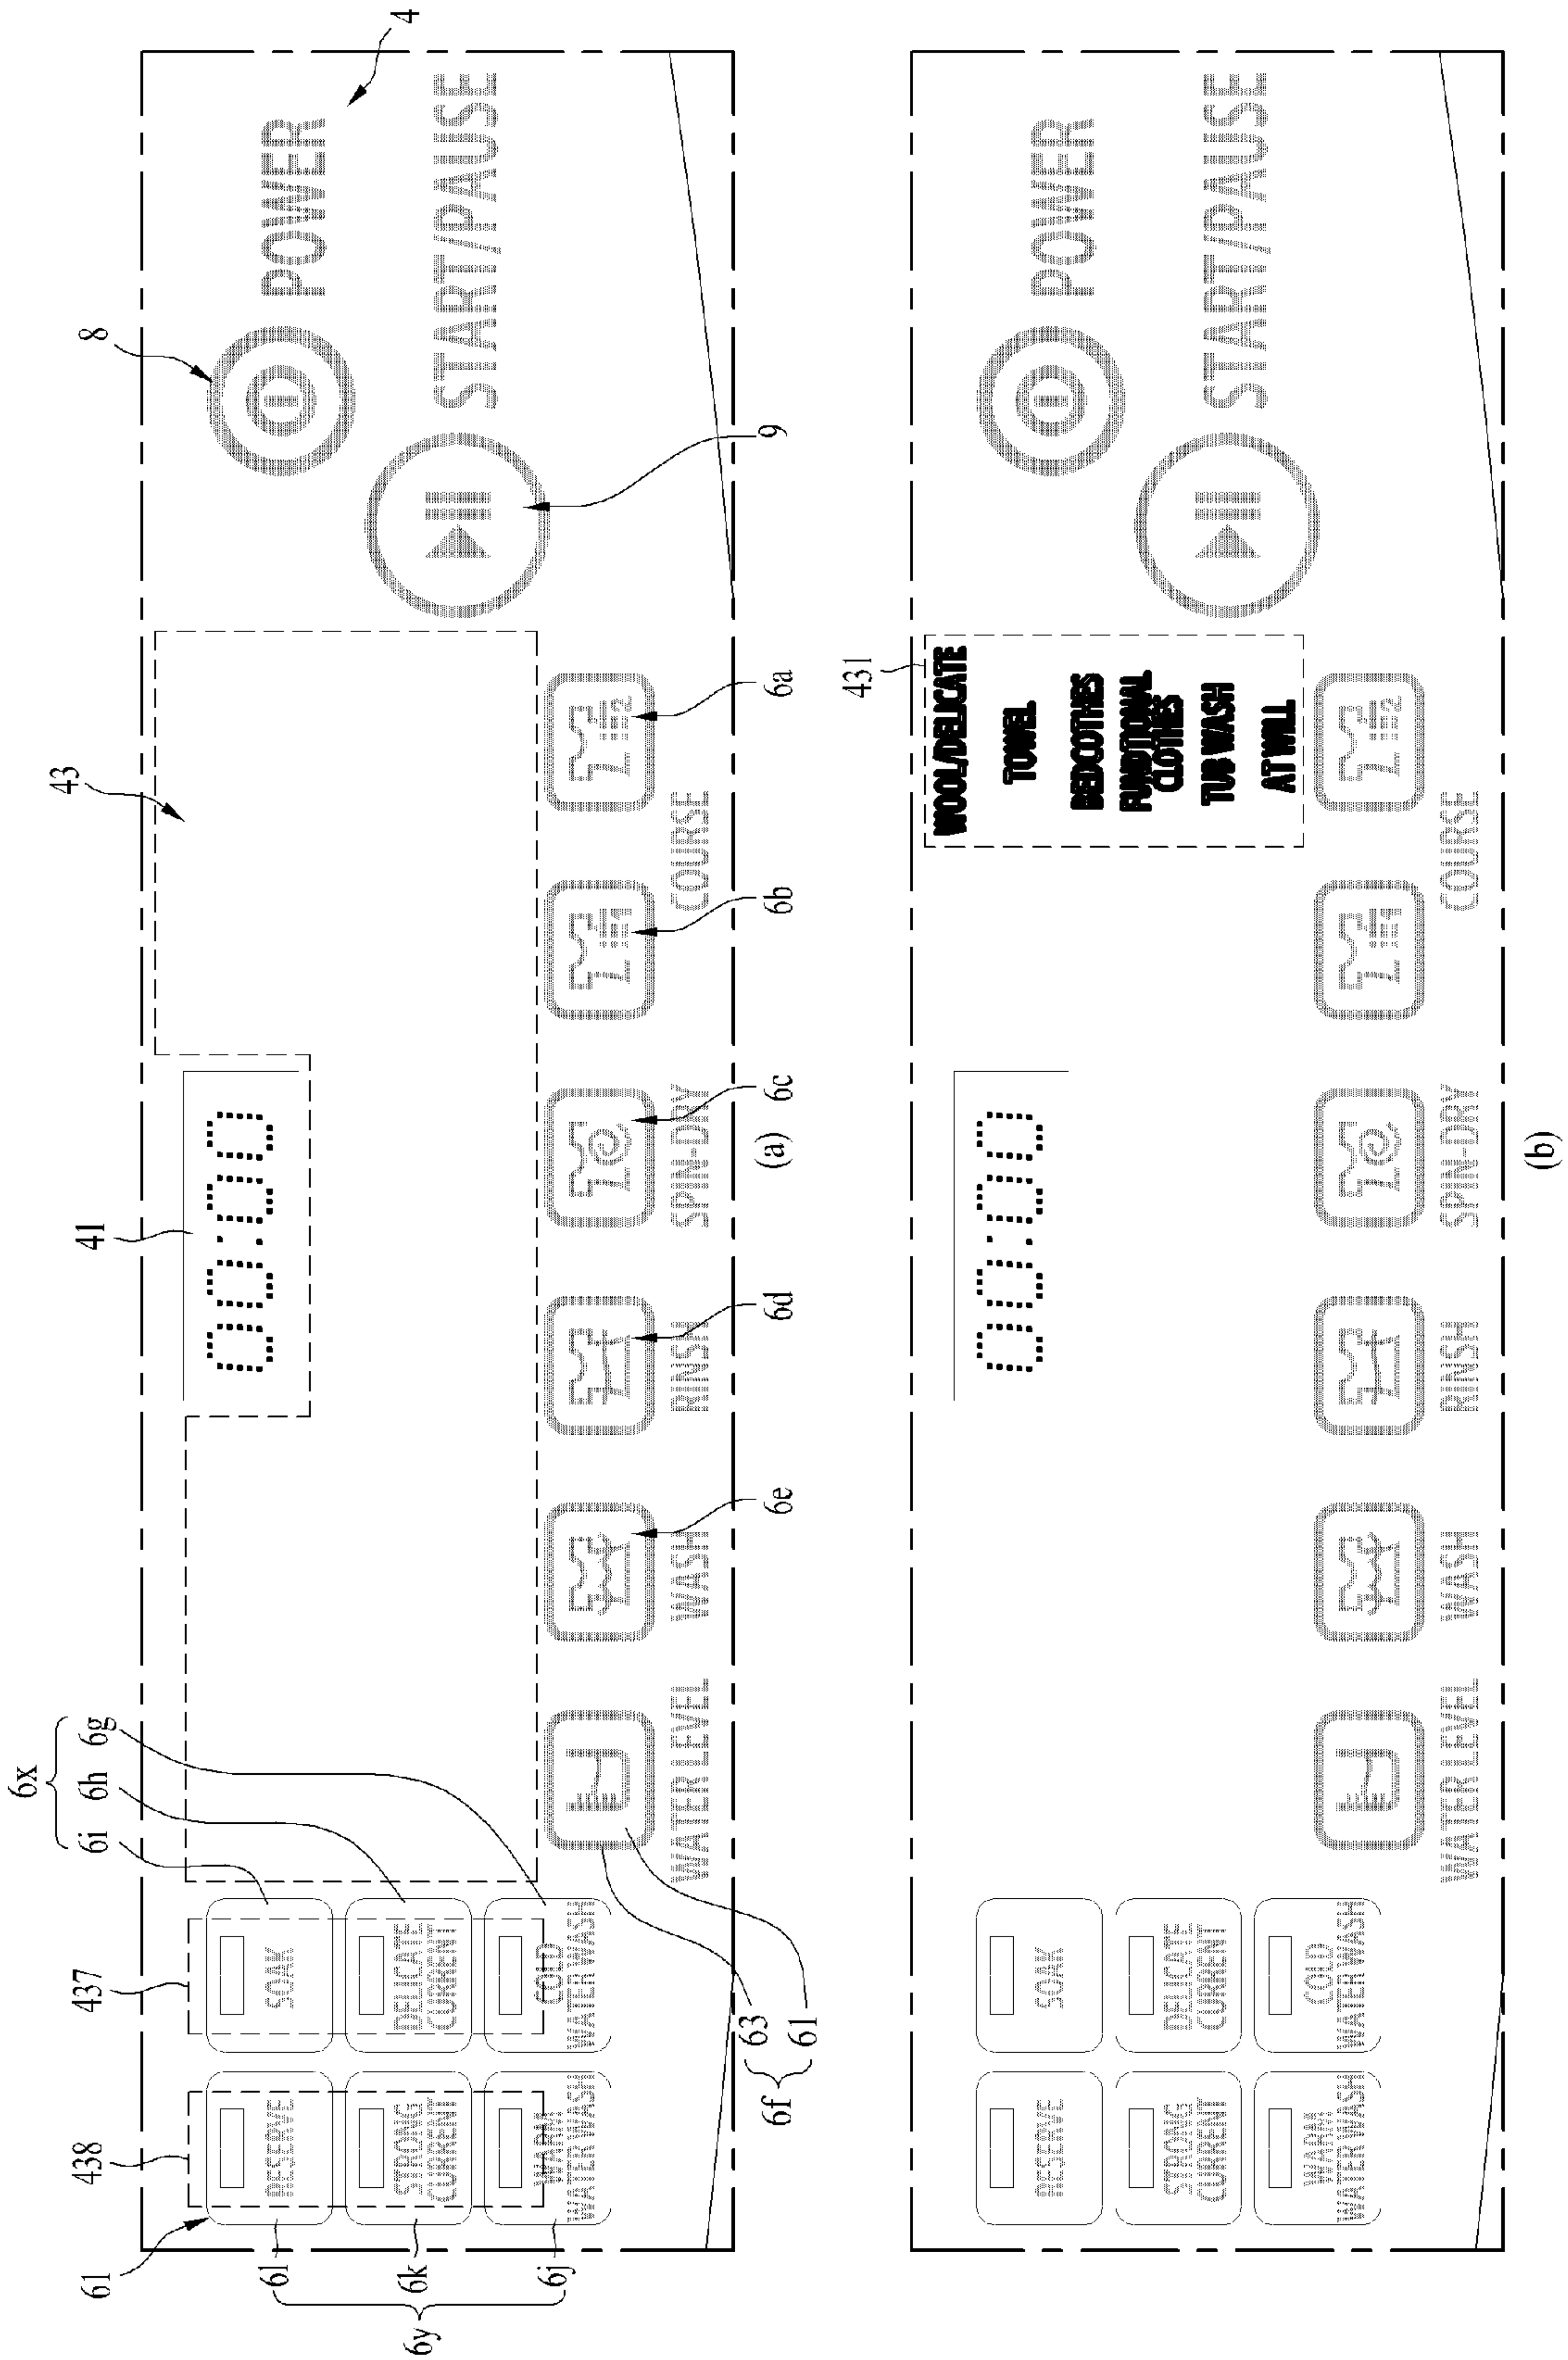 4
8
POWER
START/PAUSE
9
43
6a
6b
COURSE
41
00:00
6c
SPIN-DRY
(a)
6d
RINSH
6e
WASH
6x
6i 6h 6g
WATER LEVEL
437
SOAK
DELICATE
CURRENT
COLD
WATER WASH
63
61
6f
438
RESERVE
STRONG
CURRENT
WARM
WATER WASH
61
6l
6k
6j
6y
POWER
START/PAUSE
431
WOOL/DELICATE
TOWEL
BEDCOTHES
FUNDTIONAL
CLOTHES
TUB WASH
AT WILL
COURSE
00:00
SPIN-DRY
(b)
RINSH
WASH
WATER LEVEL
SOAK
DELICATE
CURRENT
COLD
WATER WASH
RESERVE
STRONG
CURRENT
WARM
WATER WASH